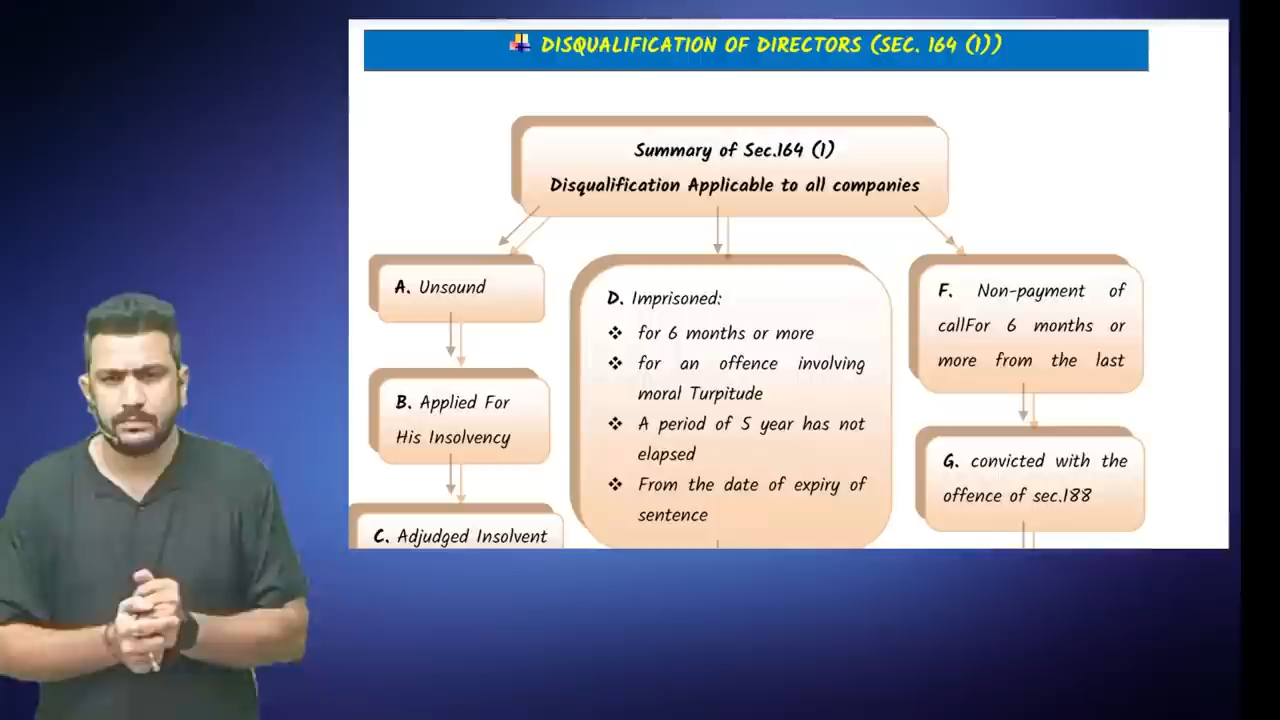 DISQUALIFICATION OF DIRECTORS (SEC. 164 (1))
Summary of Sec.164 (1)
Disqualification Applicable to all companies
A. Unsound
B. Applied For
His Insolvency
C. Adjudged Insolvent
D. Imprisoned:
❖ for 6 months or more
❖ for an offence involving
moral Turpitude
❖ A period of 5 year has not
elapsed
❖ From the date of expiry of
sentence
F. Non-payment of
callFor 6 months or
more from the last
G. convicted with the
offence of sec.188